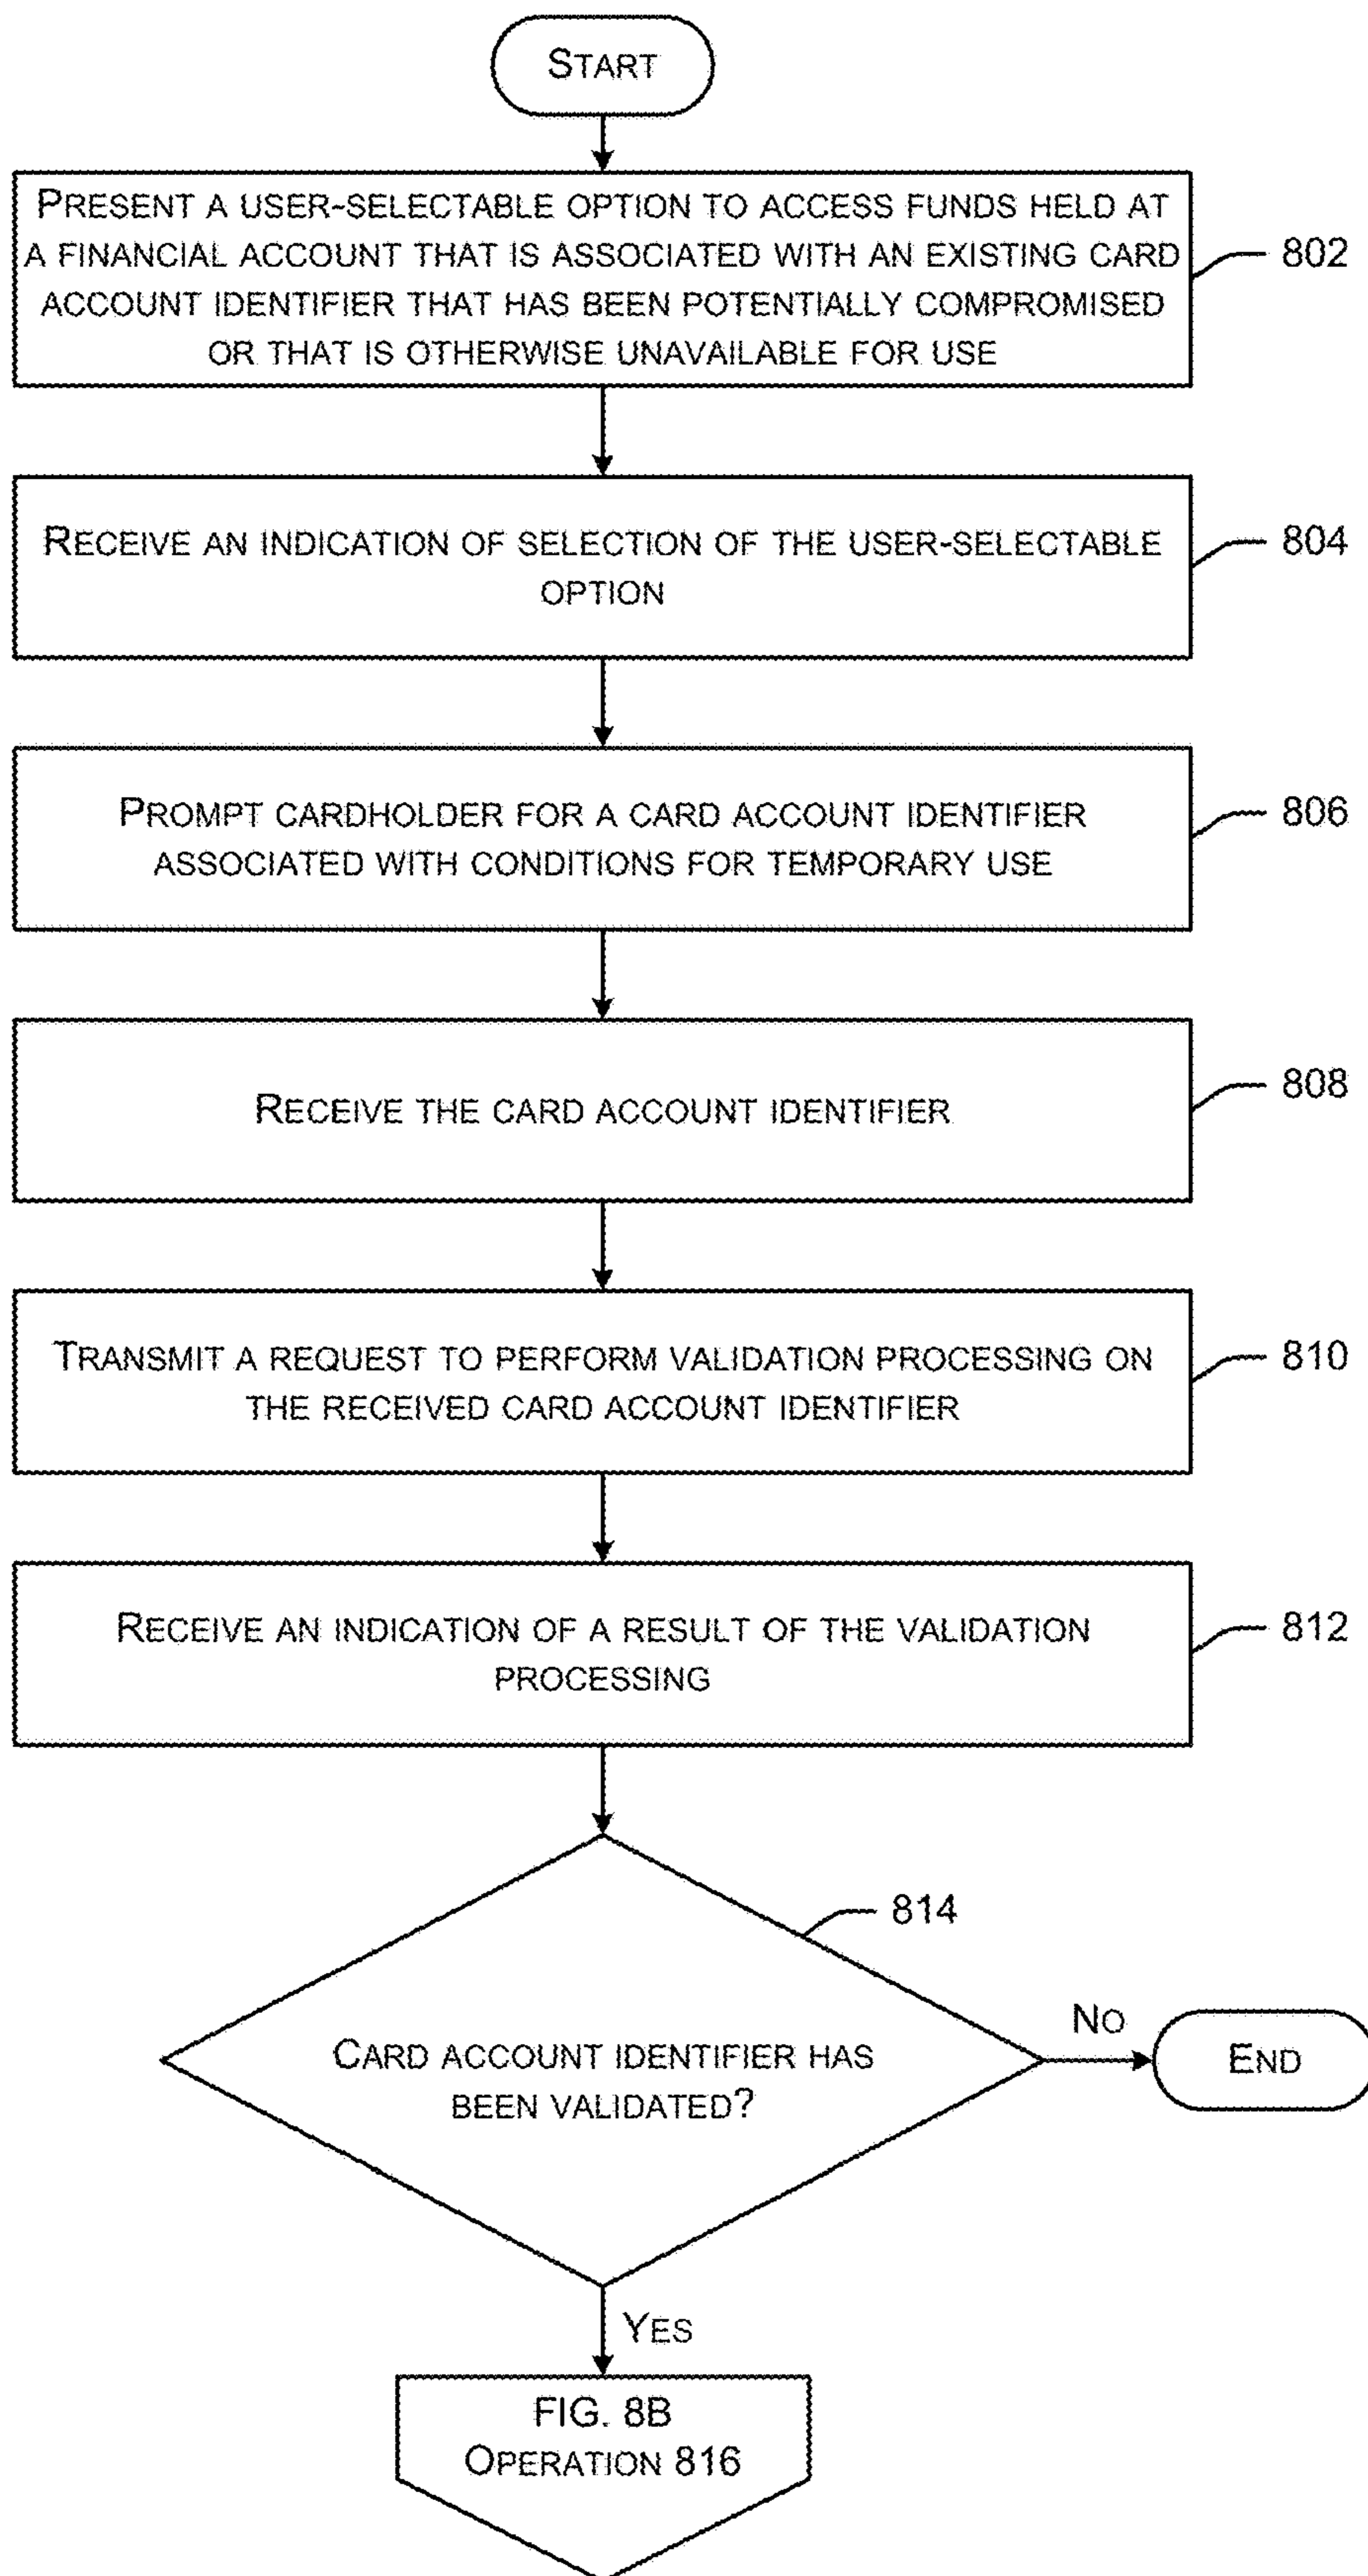 START
PRESENT A USER-SELECTABLE OPTION TO ACCESS FUNDS HELD AT
A FINANCIAL ACCOUNT THAT IS ASSOCIATED WITH AN EXISTING CARD
ACCOUNT IDENTIFIER THAT HAS BEEN POTENTIALLY COMPROMISED
OR THAT IS OTHERWISE UNAVAILABLE FOR USE
802
RECEIVE AN INDICATION OF SELECTION OF THE USER-SELECTABLE
OPTION
804
PROMPT CARDHOLDER FOR A CARD ACCOUNT IDENTIFIER
ASSOCIATED WITH CONDITIONS FOR TEMPORARY USE
806
RECEIVE THE CARD ACCOUNT IDENTIFIER
808
TRANSMIT A REQUEST TO PERFORM VALIDATION PROCESSING ON
THE RECEIVED CARD ACCOUNT IDENTIFIER
810
RECEIVE AN INDICATION OF A RESULT OF THE VALIDATION
PROCESSING
812
814
CARD ACCOUNT IDENTIFIER HAS
BEEN VALIDATED?
NO
END
YES
FIG. 8B
OPERATION 816